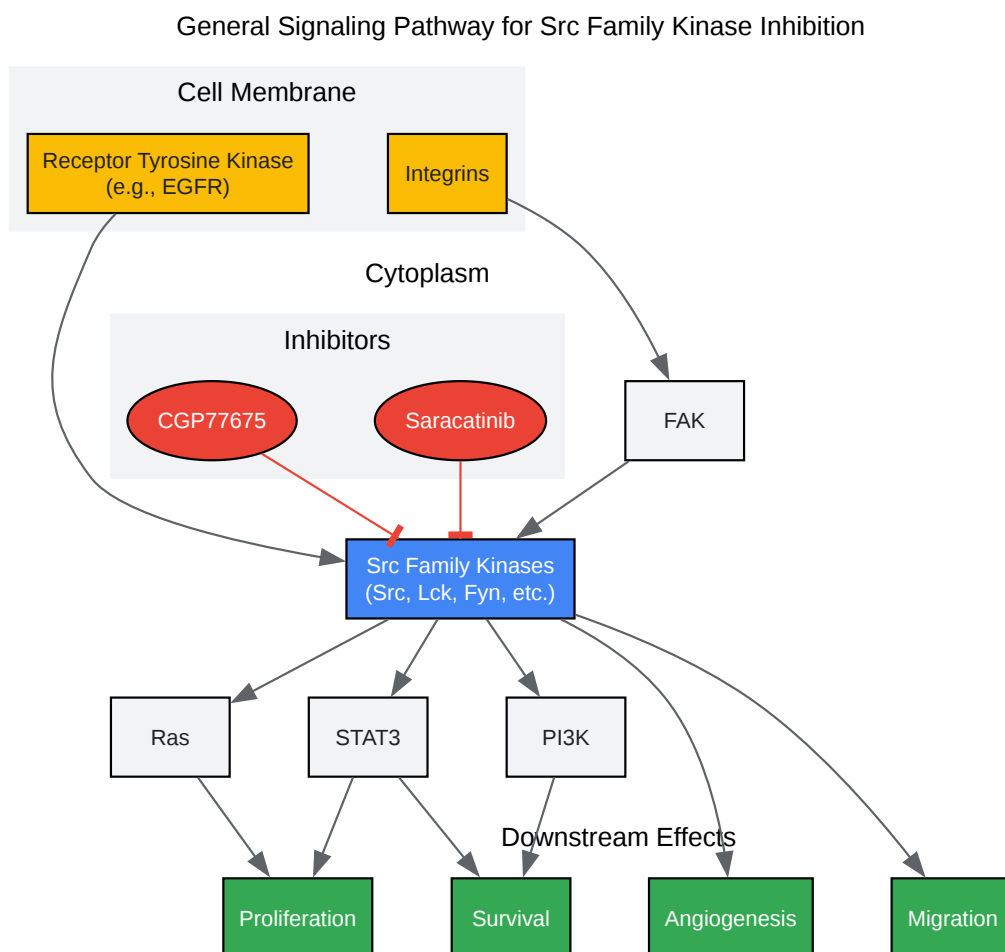 General Signaling Pathway for Src Family Kinase Inhibition
Cell Membrane
Receptor Tyrosine Kinase
(e.g., EGFR)
Integrins
Cytoplasm
Inhibitors
CGP77675
Saracatinib
FAK
Src Family Kinases
(Src, Lck, Fyn, etc.)
Ras
STAT3
PI3K
Downstream Effects
Proliferation
Survival
Angiogenesis
Migration